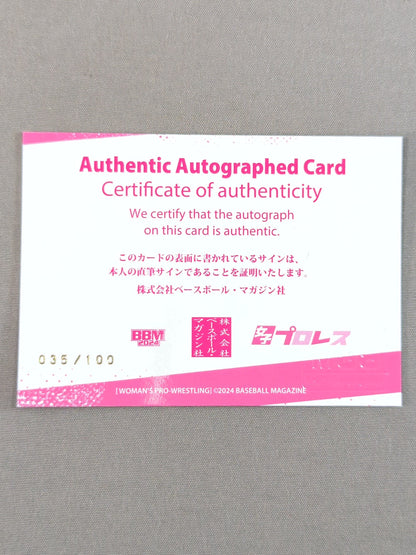 Authentic Autographed Card
Certificate of authenticity
We certify that the autograph
on this card is authentic.
このカードの表面に書かれているサインは、
本人の直筆サインであることを証明いたします。
株式会社ベースボール・マガジン社
BBM
2024
株式会社
ベースボール・
マガジン社
女子プロレス
035/100
[WOMAN'S PRO-WRESTLING] ©2024 BASEBALL MAGAZINE